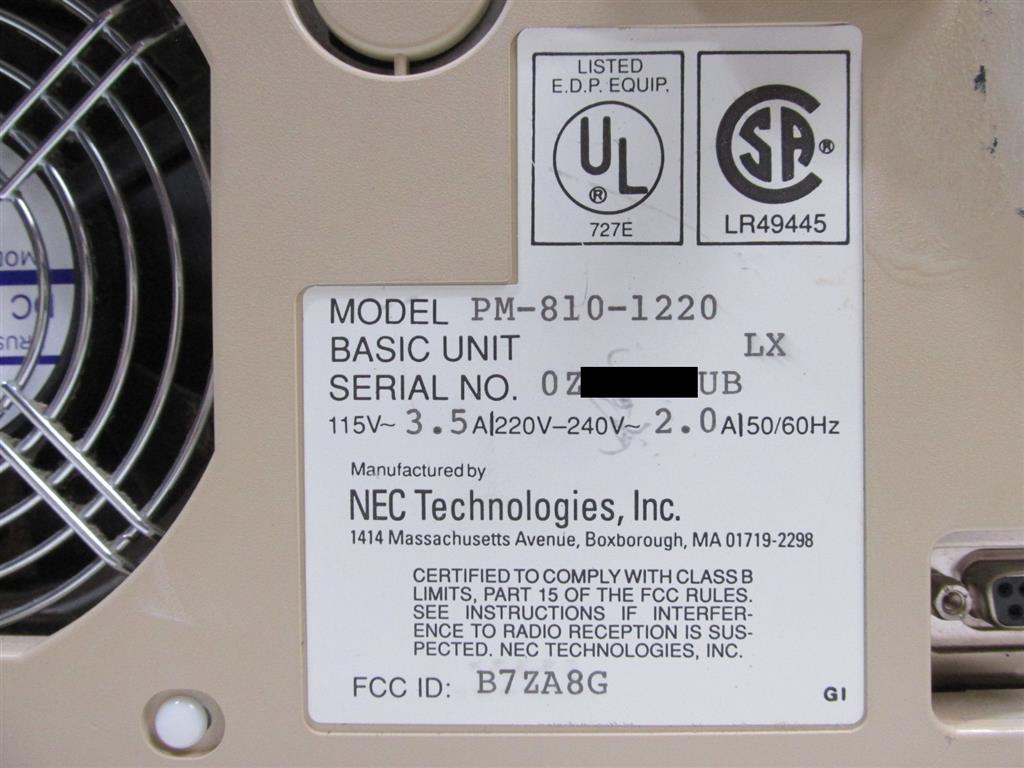 LISTED
E.D.P. EQUIP.
UL
®
727E
CSA ®
LR49445
MODEL PM-810-1220
BASIC UNIT LX
SERIAL NO. 0Z UB
115V~ 3.5A|220V-240V~ 2.0A|50/60Hz
Manufactured by
NEC Technologies, Inc.
1414 Massachusetts Avenue, Boxborough, MA 01719-2298
CERTIFIED TO COMPLY WITH CLASS B
LIMITS, PART 15 OF THE FCC RULES.
SEE INSTRUCTIONS IF INTERFER-
ENCE TO RADIO RECEPTION IS SUS-
PECTED. NEC TECHNOLOGIES, INC.
FCC ID: B7ZA8G
GI